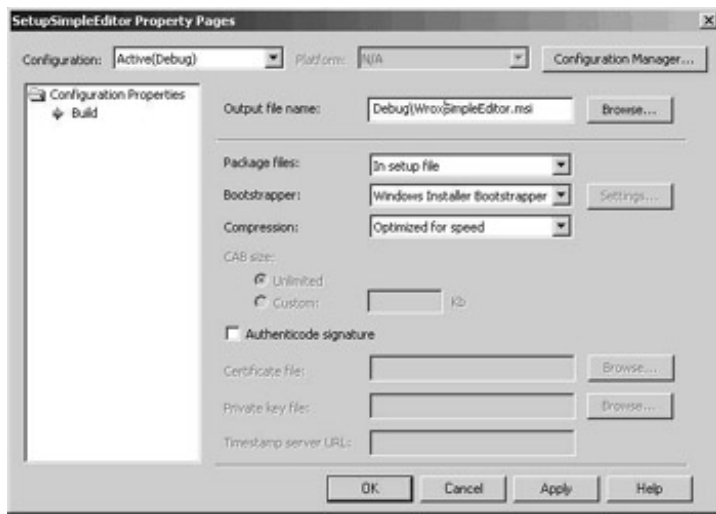 SetupSimpleEditor Property Pages
Configuration: Active(Debug) Platform: N/A Configuration Manager...
Configuration Properties
Build
Output file name: Debug\WroxSimpleEditor.msi Browse...
Package files: In setup file
Bootstrapper: Windows Installer Bootstrapper Settings...
Compression: Optimized for speed
CAB size:
Unlimited
Custom: Kb
Authenticode signature
Certificate file: Browse...
Private key file: Browse...
Timestamp server URL:
OK Cancel Apply Help